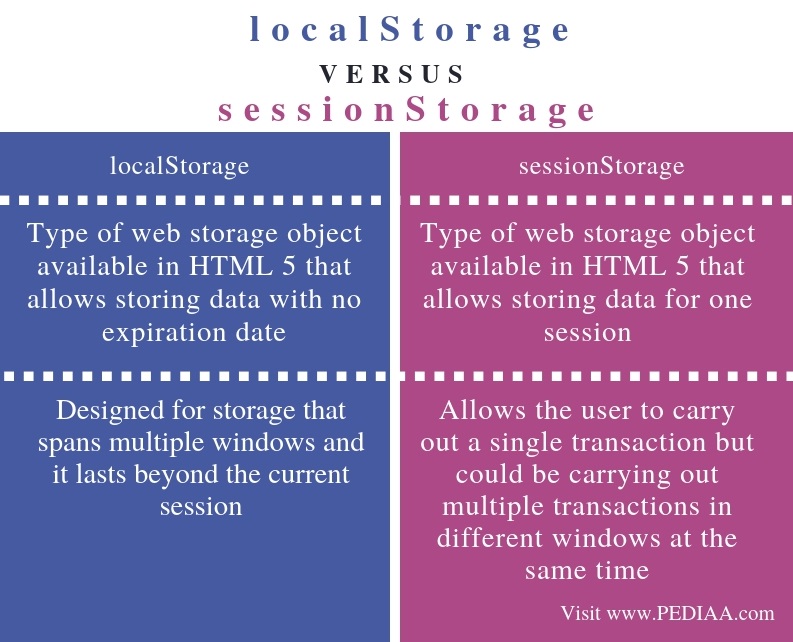 localStorage
VERSUS
sessionStorage
localStorage
Type of web storage object
available in HTML 5 that
allows storing data with no
expiration date
Designed for storage that
spans multiple windows and
it lasts beyond the current
session
sessionStorage
Type of web storage object
available in HTML 5 that
allows storing data for one
session
Allows the user to carry
out a single transaction but
could be carrying out
multiple transactions in
different windows at the
same time
Visit www.PEDIAA.com